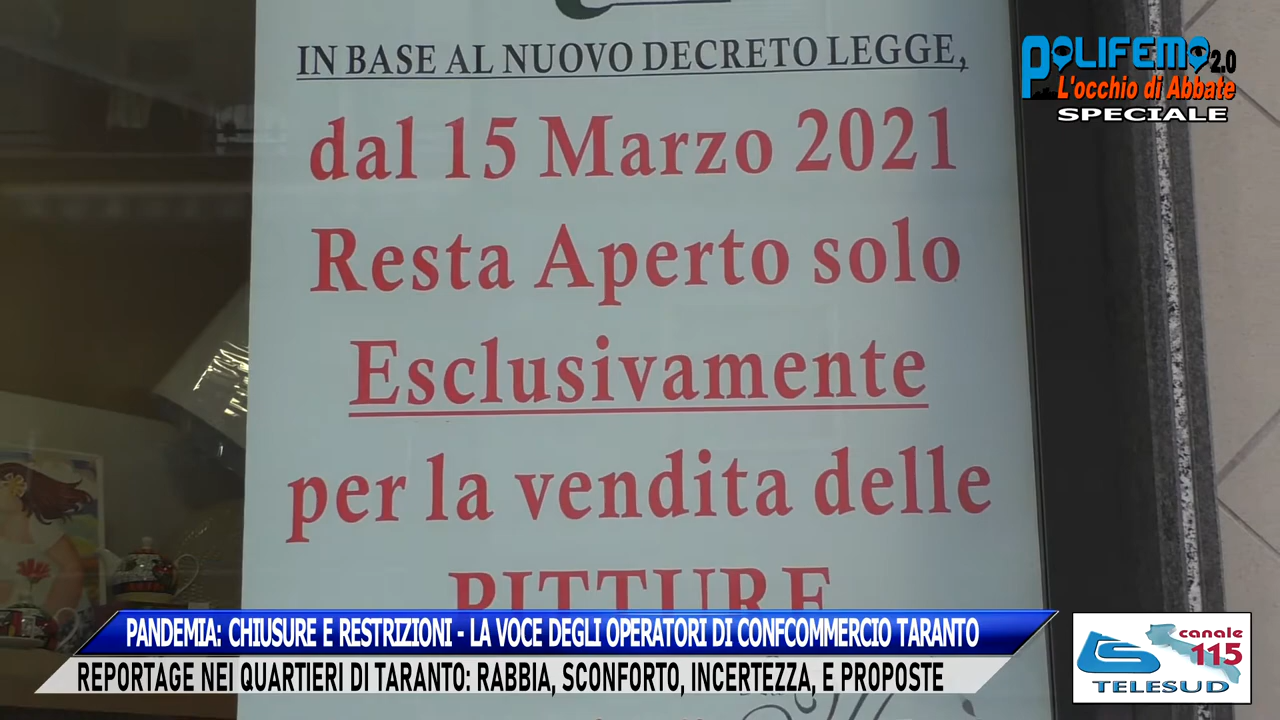 IN BASE AL NUOVO DECRETO LEGGE,
dal 15 Marzo 2021
Resta Aperto solo
Esclusivamente
per la vendita delle
PITTURE
POLIFEMO 2.0
L'occhio di Abbate
SPECIALE
PANDEMIA: CHIUSURE E RESTRIZIONI - LA VOCE DEGLI OPERATORI DI CONFCOMMERCIO TARANTO
REPORTAGE NEI QUARTIERI DI TARANTO: RABBIA, SCONFORTO, INCERTEZZA, E PROPOSTE
canale
115
TELESUD